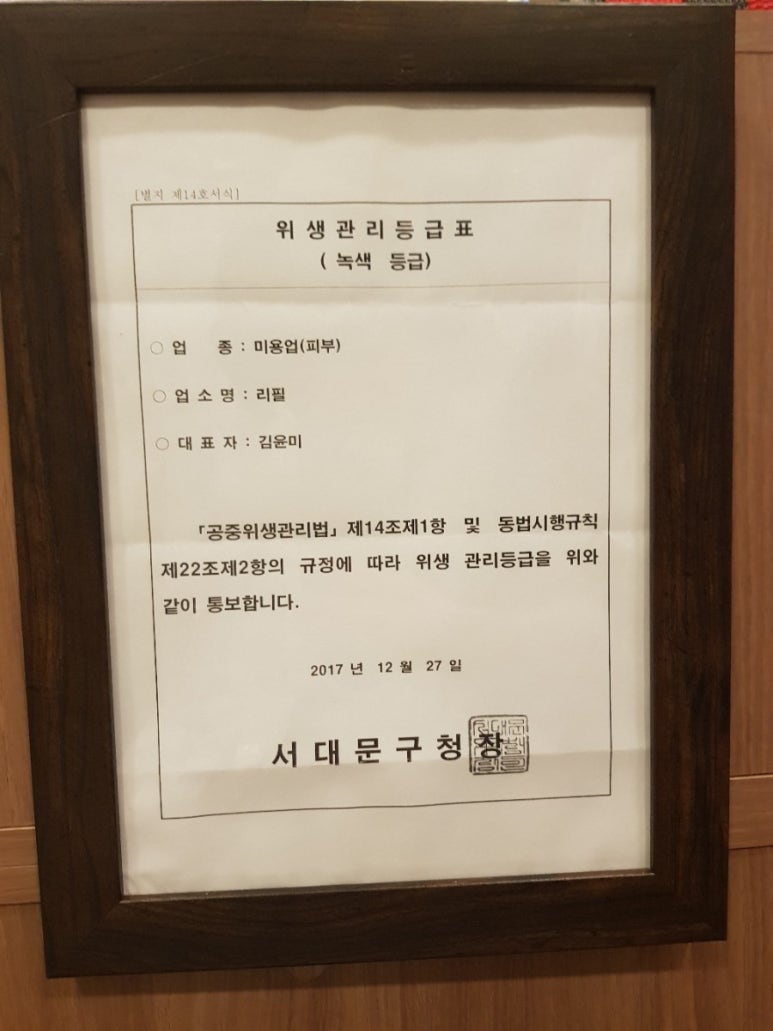 [별지 제14호서식]
위생관리등급표
( 녹색 등급)
○ 업 종 : 미용업(피부)
○ 업 소 명 : 리필
○ 대 표 자 : 김윤미
「공중위생관리법」 제14조제1항 및 동법시행규칙
제22조제2항의 규정에 따라 위생 관리등급을 위와
같이 통보합니다.
2017 년 12 월 27 일
서 대 문 구 청 장